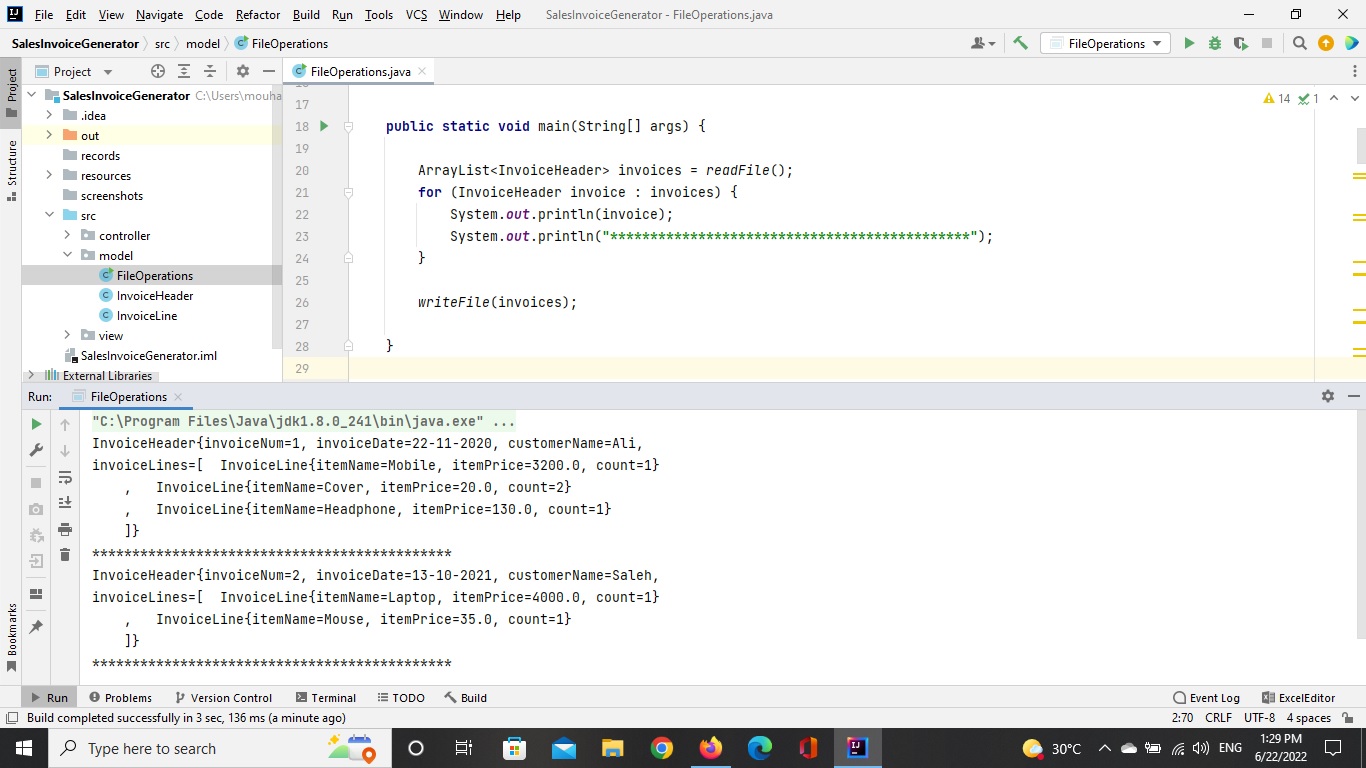 File Edit View Navigate Code Refactor Build Run Tools VCS Window Help SalesInvoiceGenerator - FileOperations.java
SalesInvoiceGenerator src model FileOperations FileOperations
Project Project FileOperations.java
SalesInvoiceGenerator C:\Users\mouha
.idea
out
records
resources
screenshots
src
controller
model
FileOperations
InvoiceHeader
InvoiceLine
view
SalesInvoiceGenerator.iml
External Libraries
Structure
Bookmarks
14 1
17
18 public static void main(String[] args) {
19
20 ArrayList<InvoiceHeader> invoices = readFile();
21 for (InvoiceHeader invoice : invoices) {
22 System.out.println(invoice);
23 System.out.println("*********************************************");
24 }
25
26 writeFile(invoices);
27
28 }
29
Run: FileOperations
"C:\Program Files\Java\jdk1.8.0_241\bin\java.exe" ...
InvoiceHeader{invoiceNum=1, invoiceDate=22-11-2020, customerName=Ali,
invoiceLines=[  InvoiceLine{itemName=Mobile, itemPrice=3200.0, count=1}
    ,   InvoiceLine{itemName=Cover, itemPrice=20.0, count=2}
    ,   InvoiceLine{itemName=Headphone, itemPrice=130.0, count=1}
    ]}
*********************************************
InvoiceHeader{invoiceNum=2, invoiceDate=13-10-2021, customerName=Saleh,
invoiceLines=[  InvoiceLine{itemName=Laptop, itemPrice=4000.0, count=1}
    ,   InvoiceLine{itemName=Mouse, itemPrice=35.0, count=1}
    ]}
*********************************************
Run Problems Version Control Terminal TODO Build Event Log ExcelEditor
Build completed successfully in 3 sec, 136 ms (a minute ago) 2:70 CRLF UTF-8 4 spaces
Type here to search 30°C ENG 1:29 PM
6/22/2022